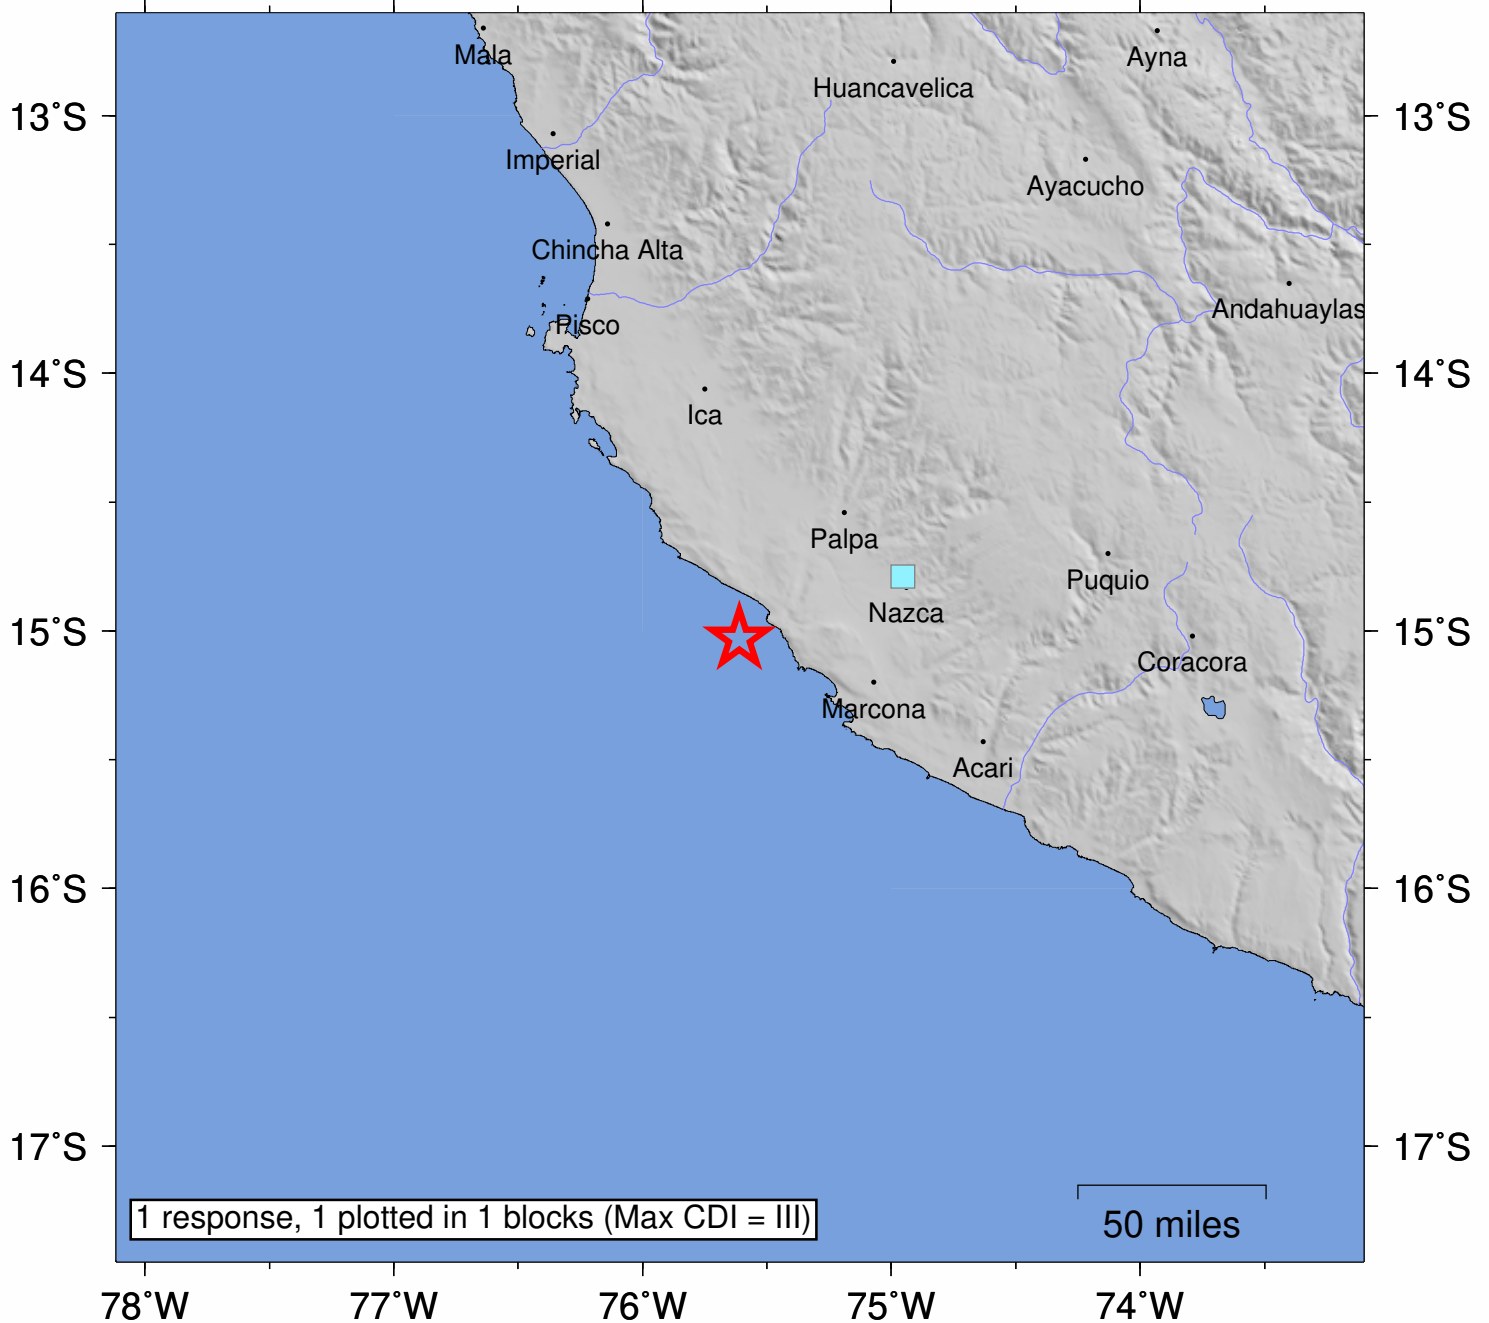 Mala
Ayna
Huancavelica
13°S
13°S
Imperial
Ayacucho
Chincha Alta
Andahuaylas
Pisco
14°S
14°S
Ica
Palpa
Puquio
Nazca
15°S
15°S
Coracora
Marcona
Acari
16°S
16°S
17°S
17°S
1 response, 1 plotted in 1 blocks (Max CDI = III)
50 miles
78°W
77°W
76°W
75°W
74°W